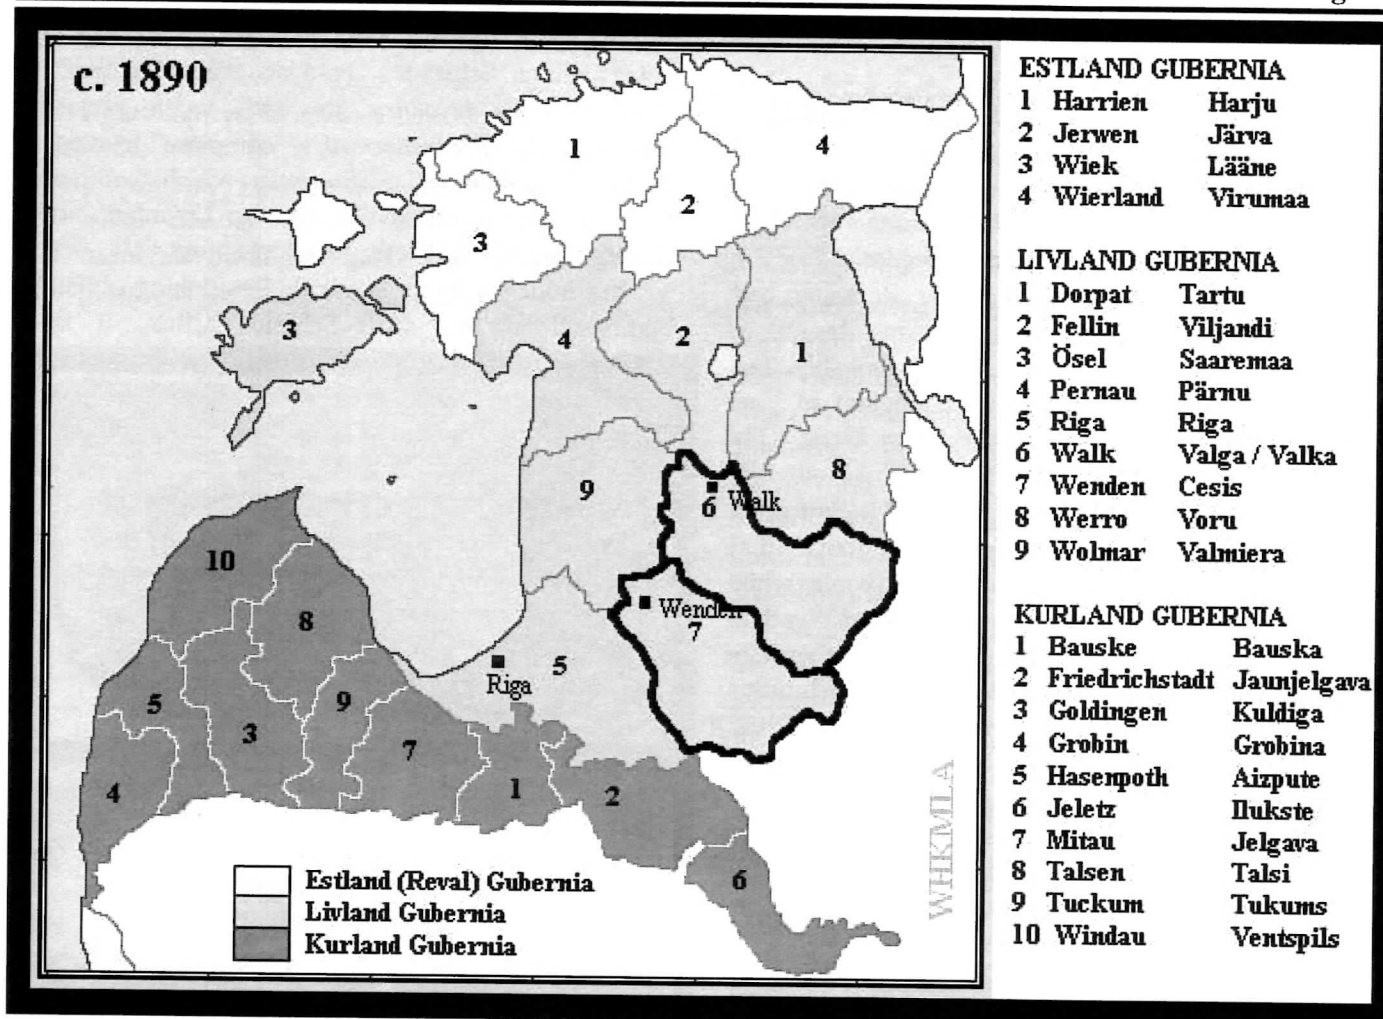 c. 1890
1
4
2
3
3
4
2
1
8
9
6
Walk
10
8
Wenden
7
5
Riga
9
5
3
7
4
1
2
6
Estland (Reval) Gubernia
Livland Gubernia
Kurland Gubernia
WHKMLA
ESTLAND GUBERNIA
1 Harrien Harju
2 Jerwen Järva
3 Wiek Lääne
4 Wierland Virumaa
LIVLAND GUBERNIA
1 Dorpat Tartu
2 Fellin Viljandi
3 Ösel Saaremaa
4 Pernau Pärnu
5 Riga Riga
6 Walk Valga / Valka
7 Wenden Cesis
8 Werro Voru
9 Wolmar Valmiera
KURLAND GUBERNIA
1 Bauske Bauska
2 Friedrichstadt Jaunjelgava
3 Goldingen Kuldiga
4 Grobin Grobina
5 Hasenpoth Aizpute
6 Jeletz Ilukste
7 Mitau Jelgava
8 Talsen Talsi
9 Tuckum Tukums
10 Windau Ventspils